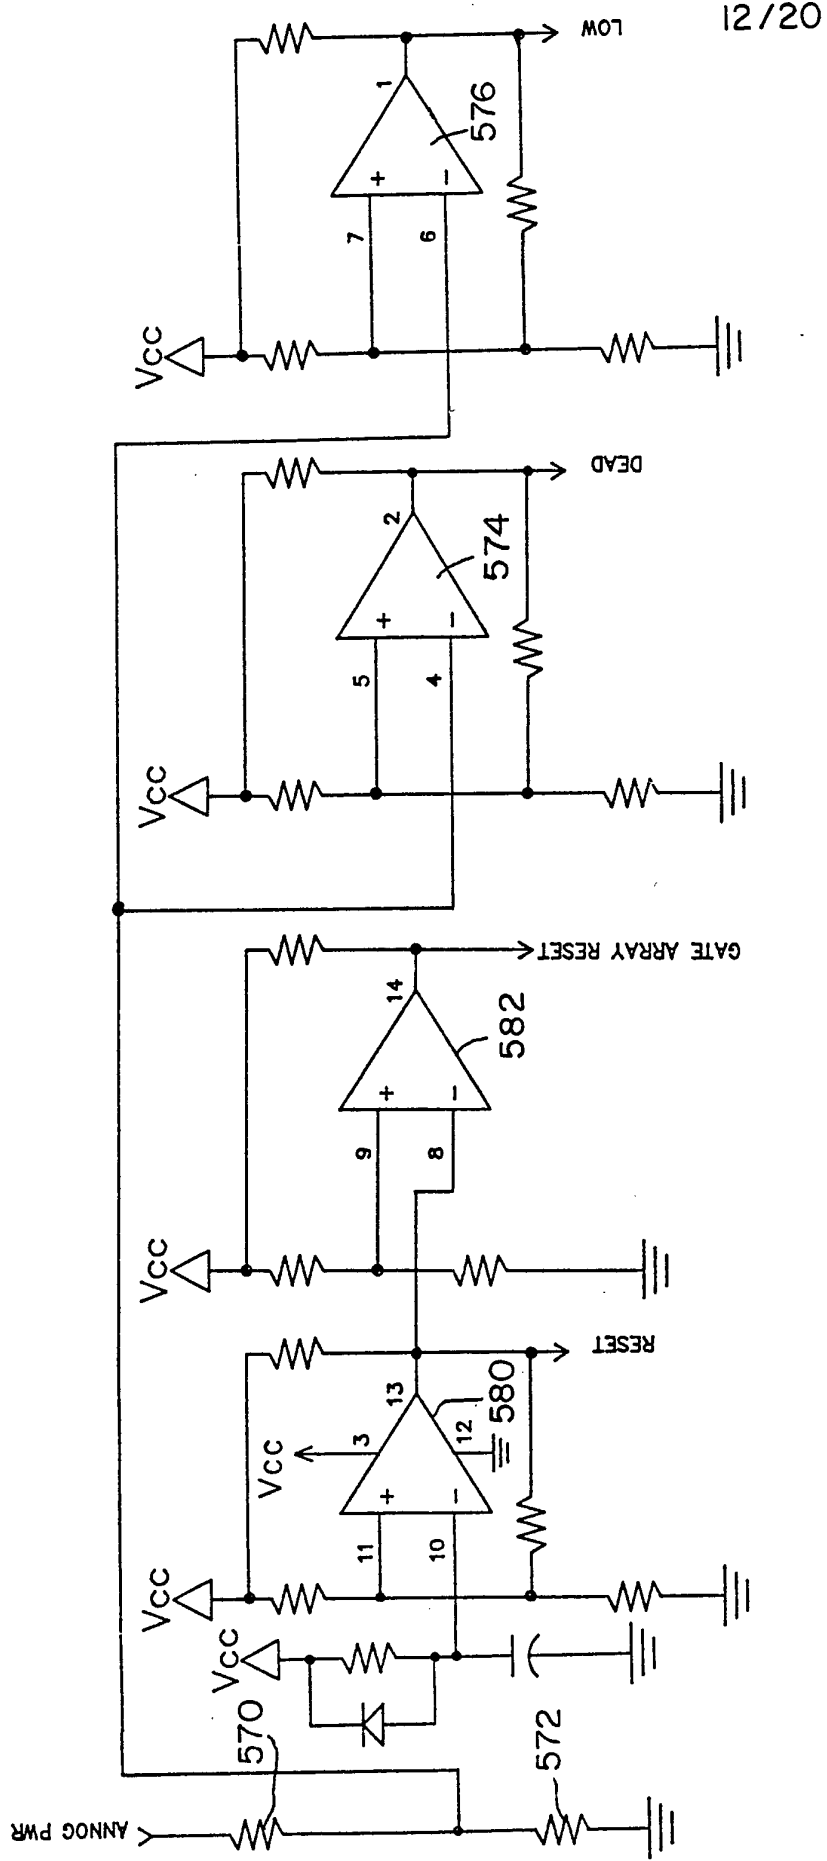 12/20
LOW
1
576
+
−
7
6
Vcc
DEAD
2
574
+
−
5
4
Vcc
GATE ARRAY RESET
14
582
+
−
9
8
Vcc
RESET
13
580
3
12
Vcc
+
−
11
10
Vcc
Vcc
570
572
ANNOG PWR